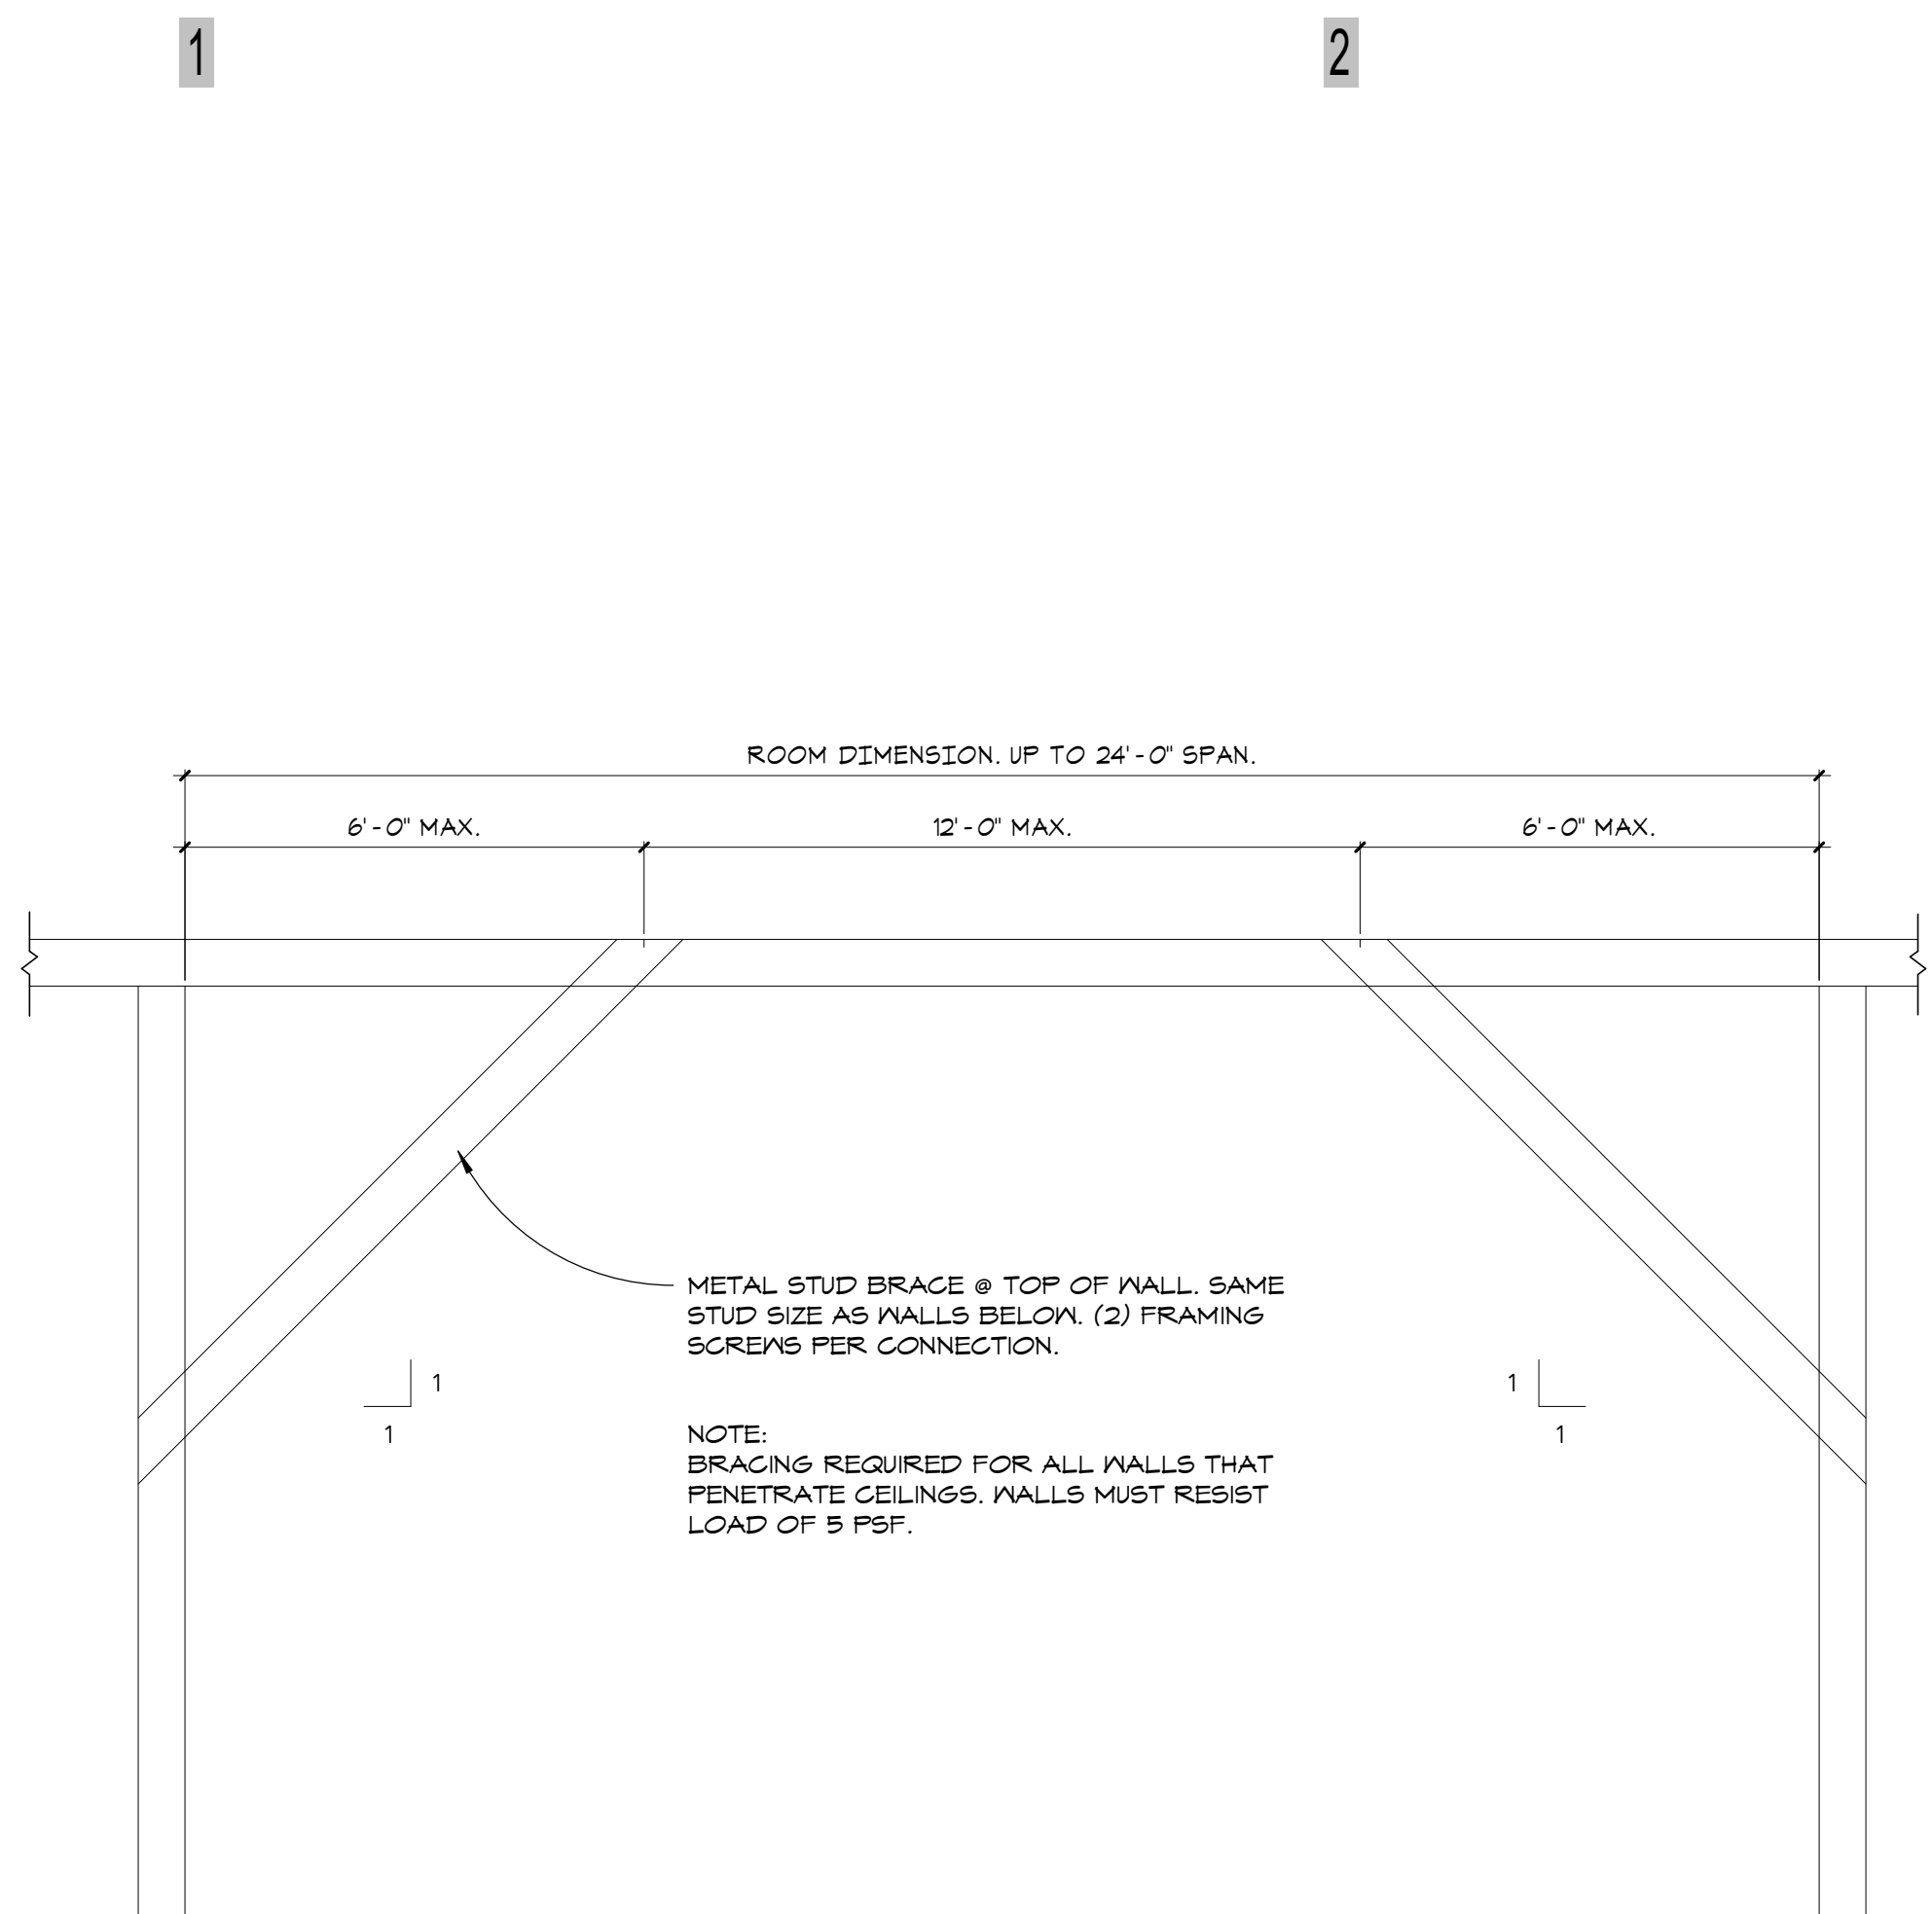 1
2
ROOM DIMENSION. UP TO 24'-0" SPAN.
6'-0" MAX.
12'-0" MAX.
6'-0" MAX.
METAL STUD BRACE @ TOP OF WALL. SAME
STUD SIZE AS WALLS BELOW. (2) FRAMING
SCREWS PER CONNECTION.
1
1
1
1
NOTE:
BRACING REQUIRED FOR ALL WALLS THAT
PENETRATE CEILINGS. WALLS MUST RESIST
LOAD OF 5 PSF.